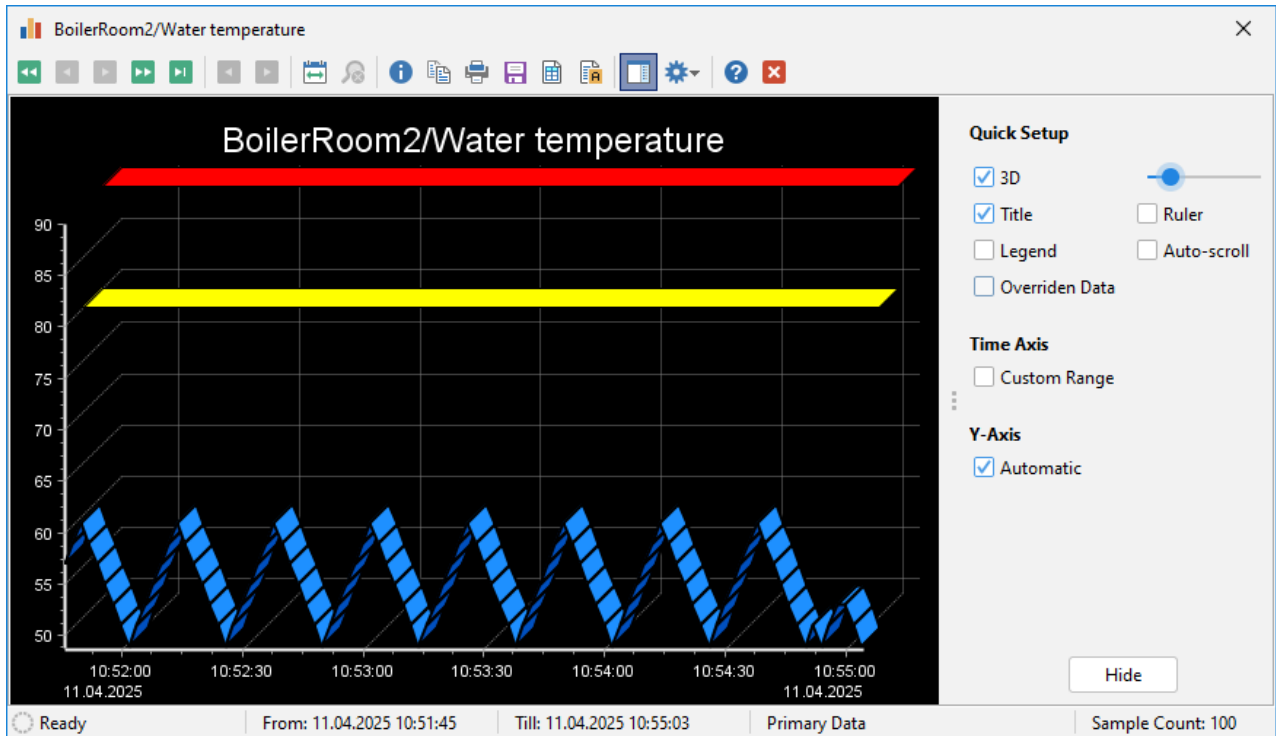 BoilerRoom2/Water temperature
BoilerRoom2/Water temperature
90
85
80
75
70
65
60
55
50
10:52:00 10:52:30 10:53:00 10:53:30 10:54:00 10:54:30 10:55:00
11.04.2025 11.04.2025
Quick Setup
3D
Title Ruler
Legend Auto-scroll
Overriden Data
Time Axis
Custom Range
Y-Axis
Automatic
Hide
Ready From: 11.04.2025 10:51:45 Till: 11.04.2025 10:55:03 Primary Data Sample Count: 100